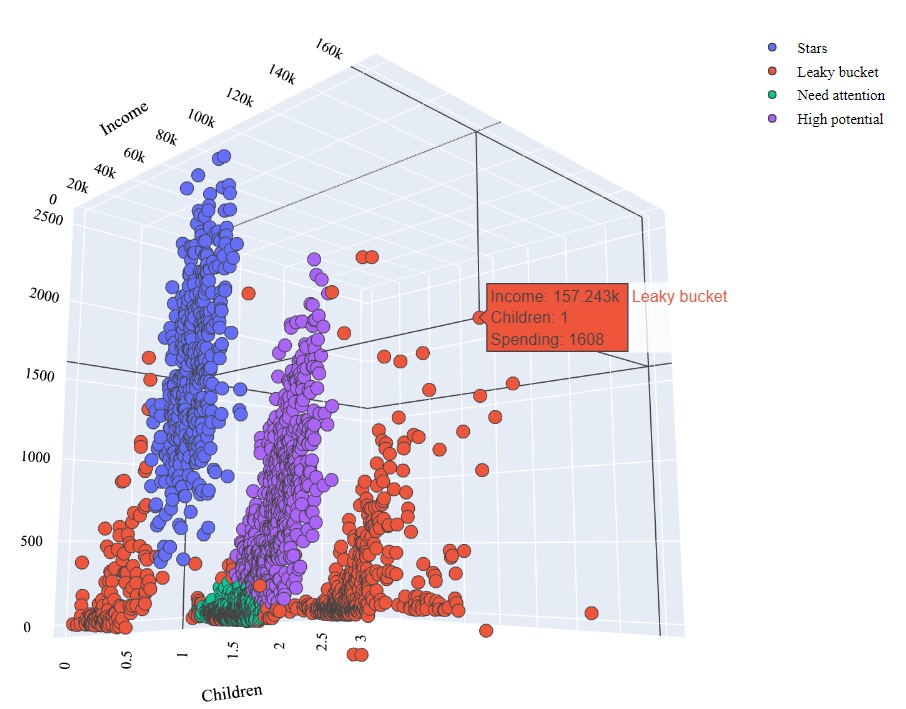 Stars
Leaky bucket
Need attention
High potential
Income
160k
140k
120k
100k
80k
60k
40k
20k
0
2500
2000
1500
1000
500
0
Income: 157.243k
Children: 1
Spending: 1608
Leaky bucket
0
0.5
1
1.5
2
2.5
3
Children